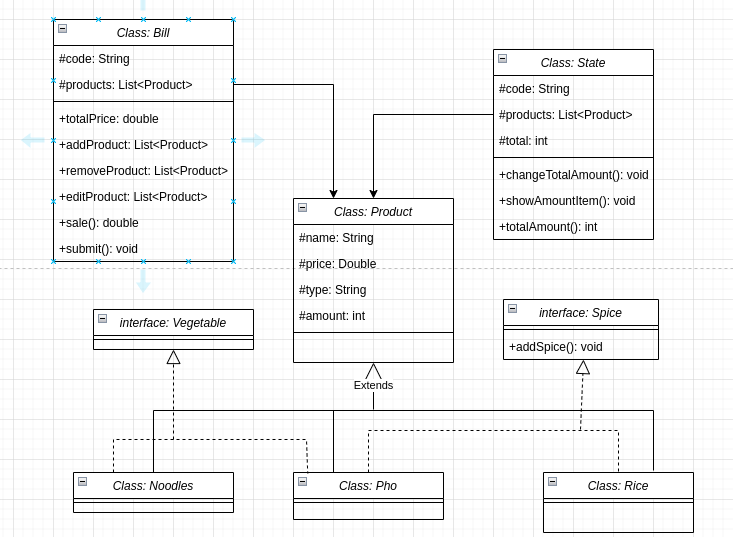 Class: Bill
#code: String
#products: List<Product>
+totalPrice: double
+addProduct: List<Product>
+removeProduct: List<Product>
+editProduct: List<Product>
+sale(): double
+submit(): void
Class: State
#code: String
#products: List<Product>
#total: int
+changeTotalAmount(): void
+showAmountItem(): void
+totalAmount(): int
Class: Product
#name: String
#price: Double
#type: String
#amount: int
interface: Vegetable
interface: Spice
+addSpice(): void
Extends
Class: Noodles
Class: Pho
Class: Rice